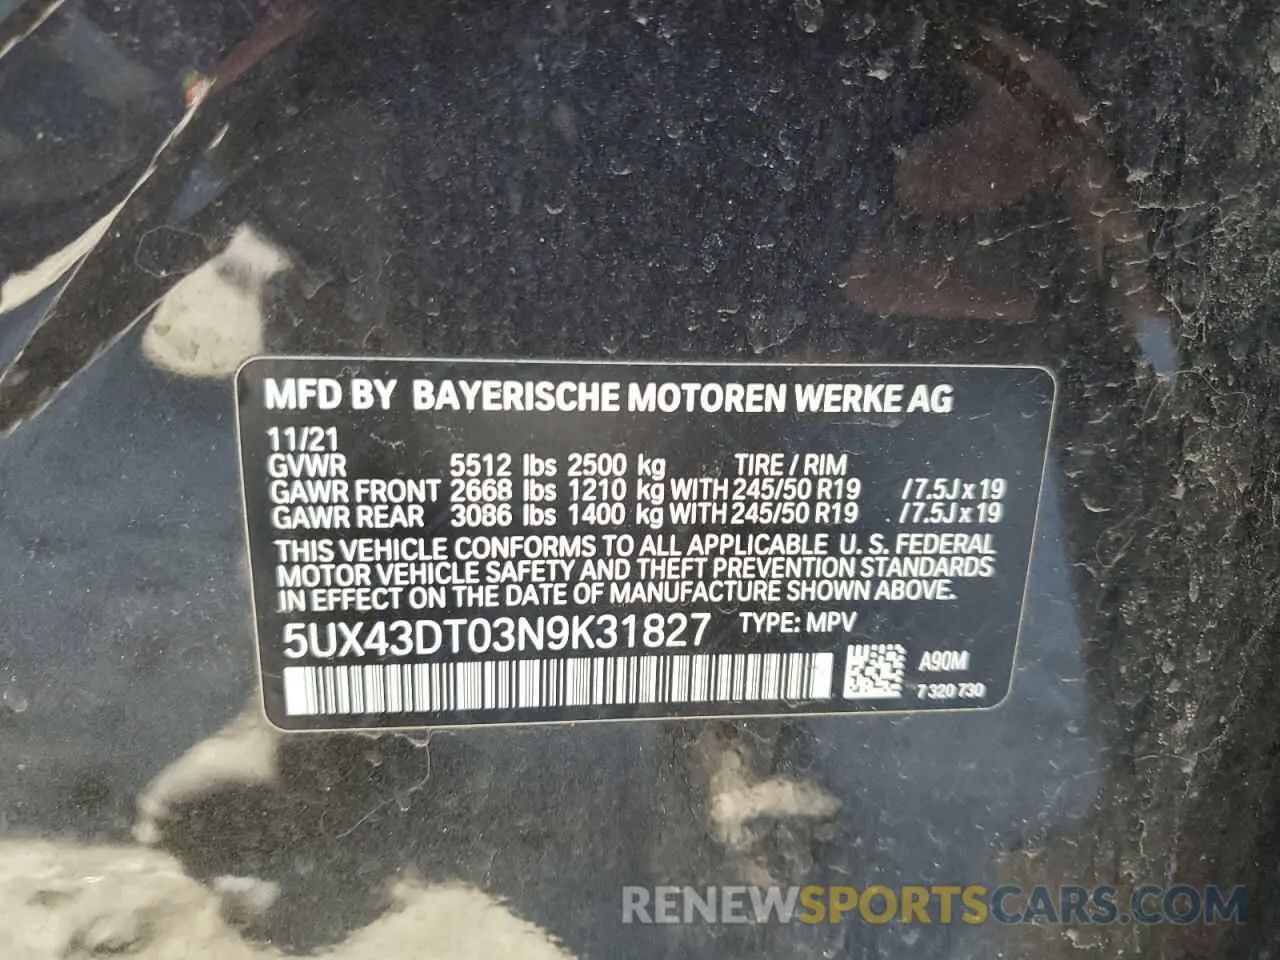 MFD BY BAYERISCHE MOTOREN WERKE AG
11/21
GVWR 5512 lbs 2500 kg TIRE / RIM
GAWR FRONT 2668 lbs 1210 kg WITH 245/50 R19 /7.5J x 19
GAWR REAR 3086 lbs 1400 kg WITH 245/50 R19 /7.5J x 19
THIS VEHICLE CONFORMS TO ALL APPLICABLE U. S. FEDERAL
MOTOR VEHICLE SAFETY AND THEFT PREVENTION STANDARDS
IN EFFECT ON THE DATE OF MANUFACTURE SHOWN ABOVE.
5UX43DT03N9K31827 TYPE: MPV
A90M
7 320 730
RENEWSPORTSCARS.COM